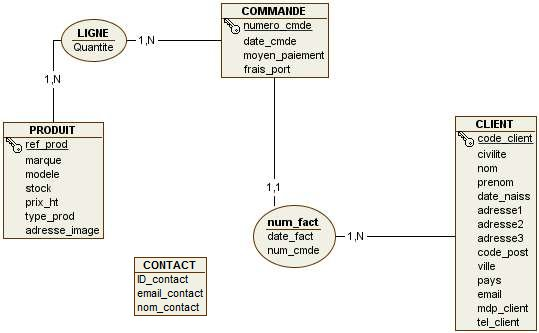 COMMANDE
numero_cmde
date_cmde
moyen_paiement
frais_port
LIGNE
Quantite
1,N
1,N
PRODUIT
ref_prod
marque
modele
stock
prix_ht
type_prod
adresse_image
1,1
num_fact
date_fact
num_cmde
1,N
CLIENT
code_client
civilite
nom
prenom
date_naiss
adresse1
adresse2
adresse3
code_post
ville
pays
email
mdp_client
tel_client
CONTACT
ID_contact
email_contact
nom_contact